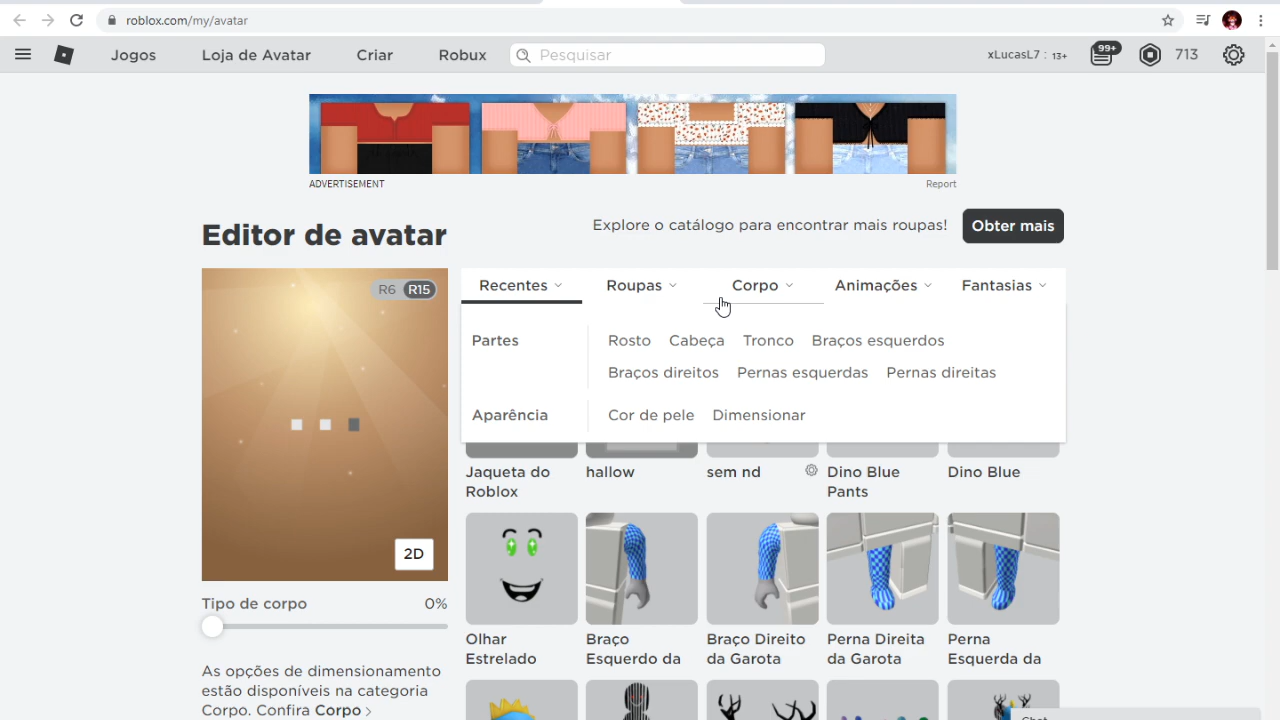 roblox.com/my/avatar
Jogos Loja de Avatar Criar Robux Pesquisar xLucasL7 : 13+ 99+ 713
ADVERTISEMENT Report
Editor de avatar
Explore o catálogo para encontrar mais roupas! Obter mais
R6 R15
Recentes Roupas Corpo Animações Fantasias
Partes Rosto Cabeça Tronco Braços esquerdos
Braços direitos Pernas esquerdas Pernas direitas
Aparência Cor de pele Dimensionar
Jaqueta do Roblox
hallow
sem nd
Dino Blue Pants
Dino Blue
2D
Tipo de corpo 0%
As opções de dimensionamento
estão disponíveis na categoria
Corpo. Confira Corpo >
Olhar Estrelado
Braço Esquerdo da
Braço Direito da Garota
Perna Direita da Garota
Perna Esquerda da
Chat